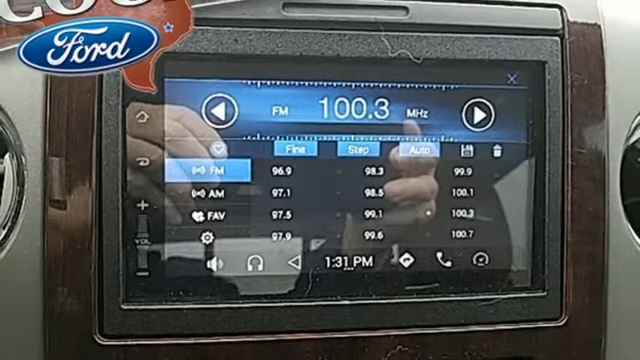 Ford
FM 100.3 MHz
Fine Step Auto
FM 96.9 98.3 99.9
AM 97.1 98.5 100.1
FAV 97.5 99.1 100.3
97.9 99.6 100.7
VOL
1:31 PM